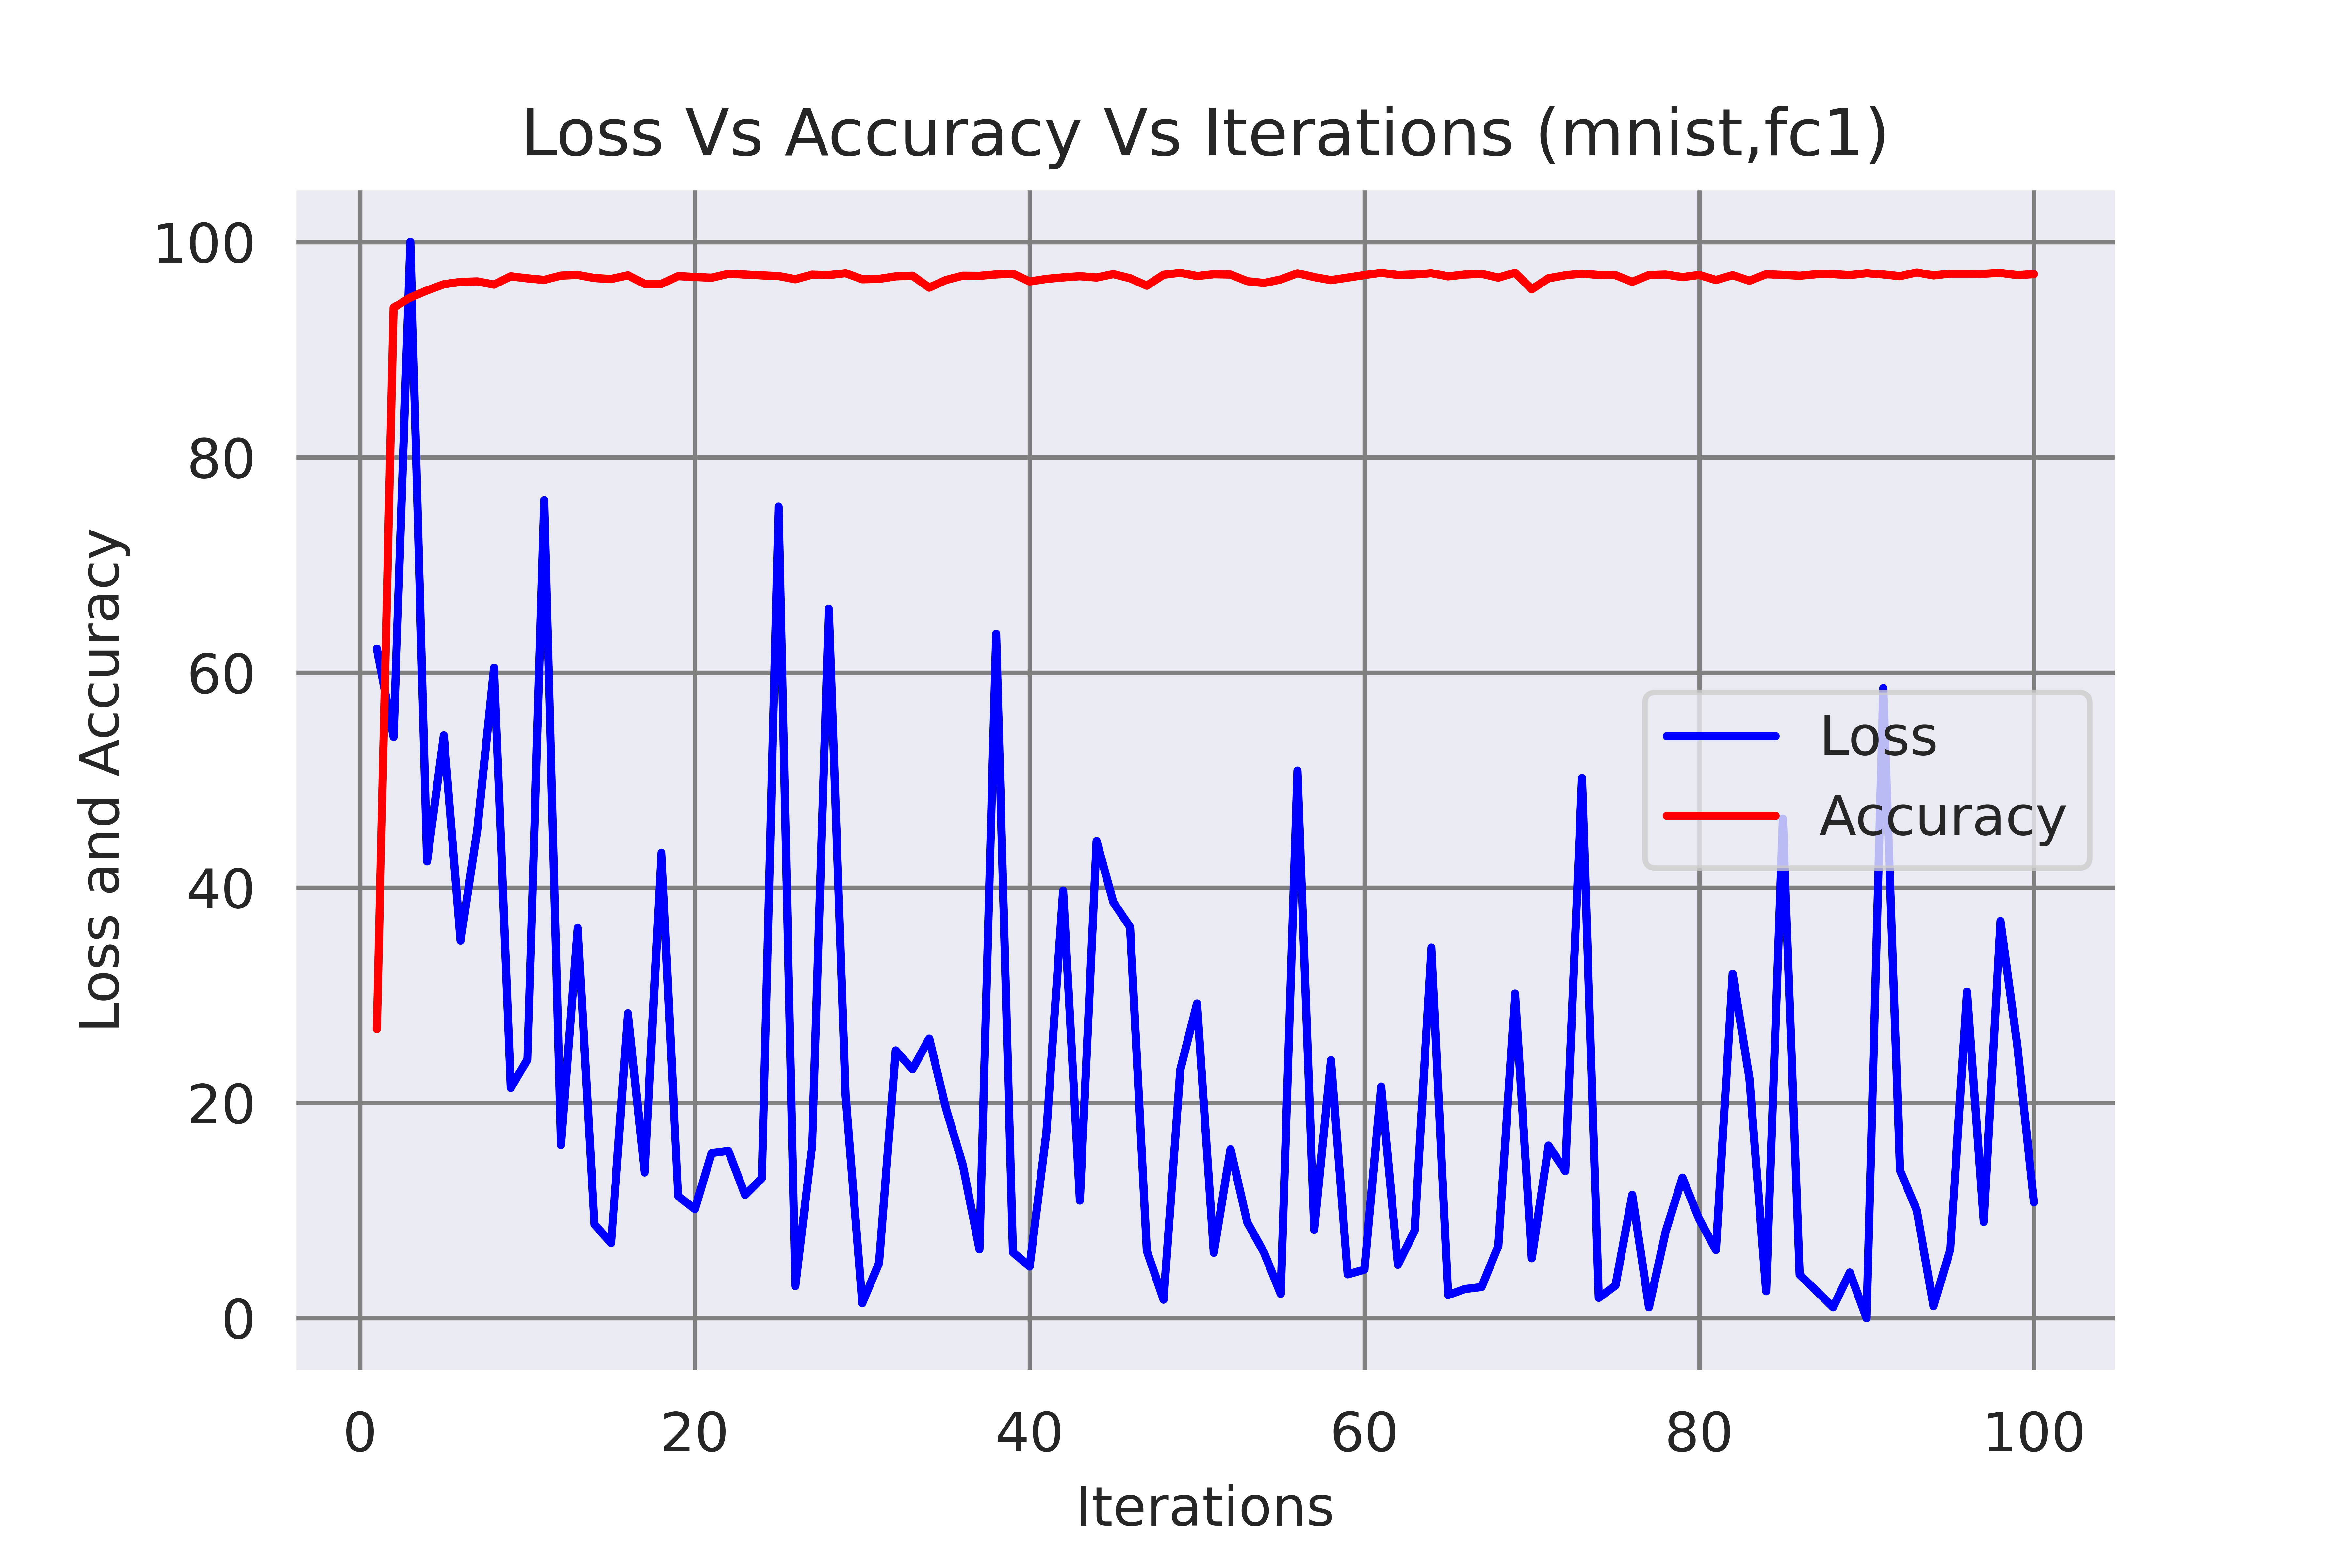 Loss Vs Accuracy Vs Iterations (mnist,fc1)
Loss and Accuracy
100
80
60
40
20
0
Loss
Accuracy
0 20 40 60 80 100
Iterations